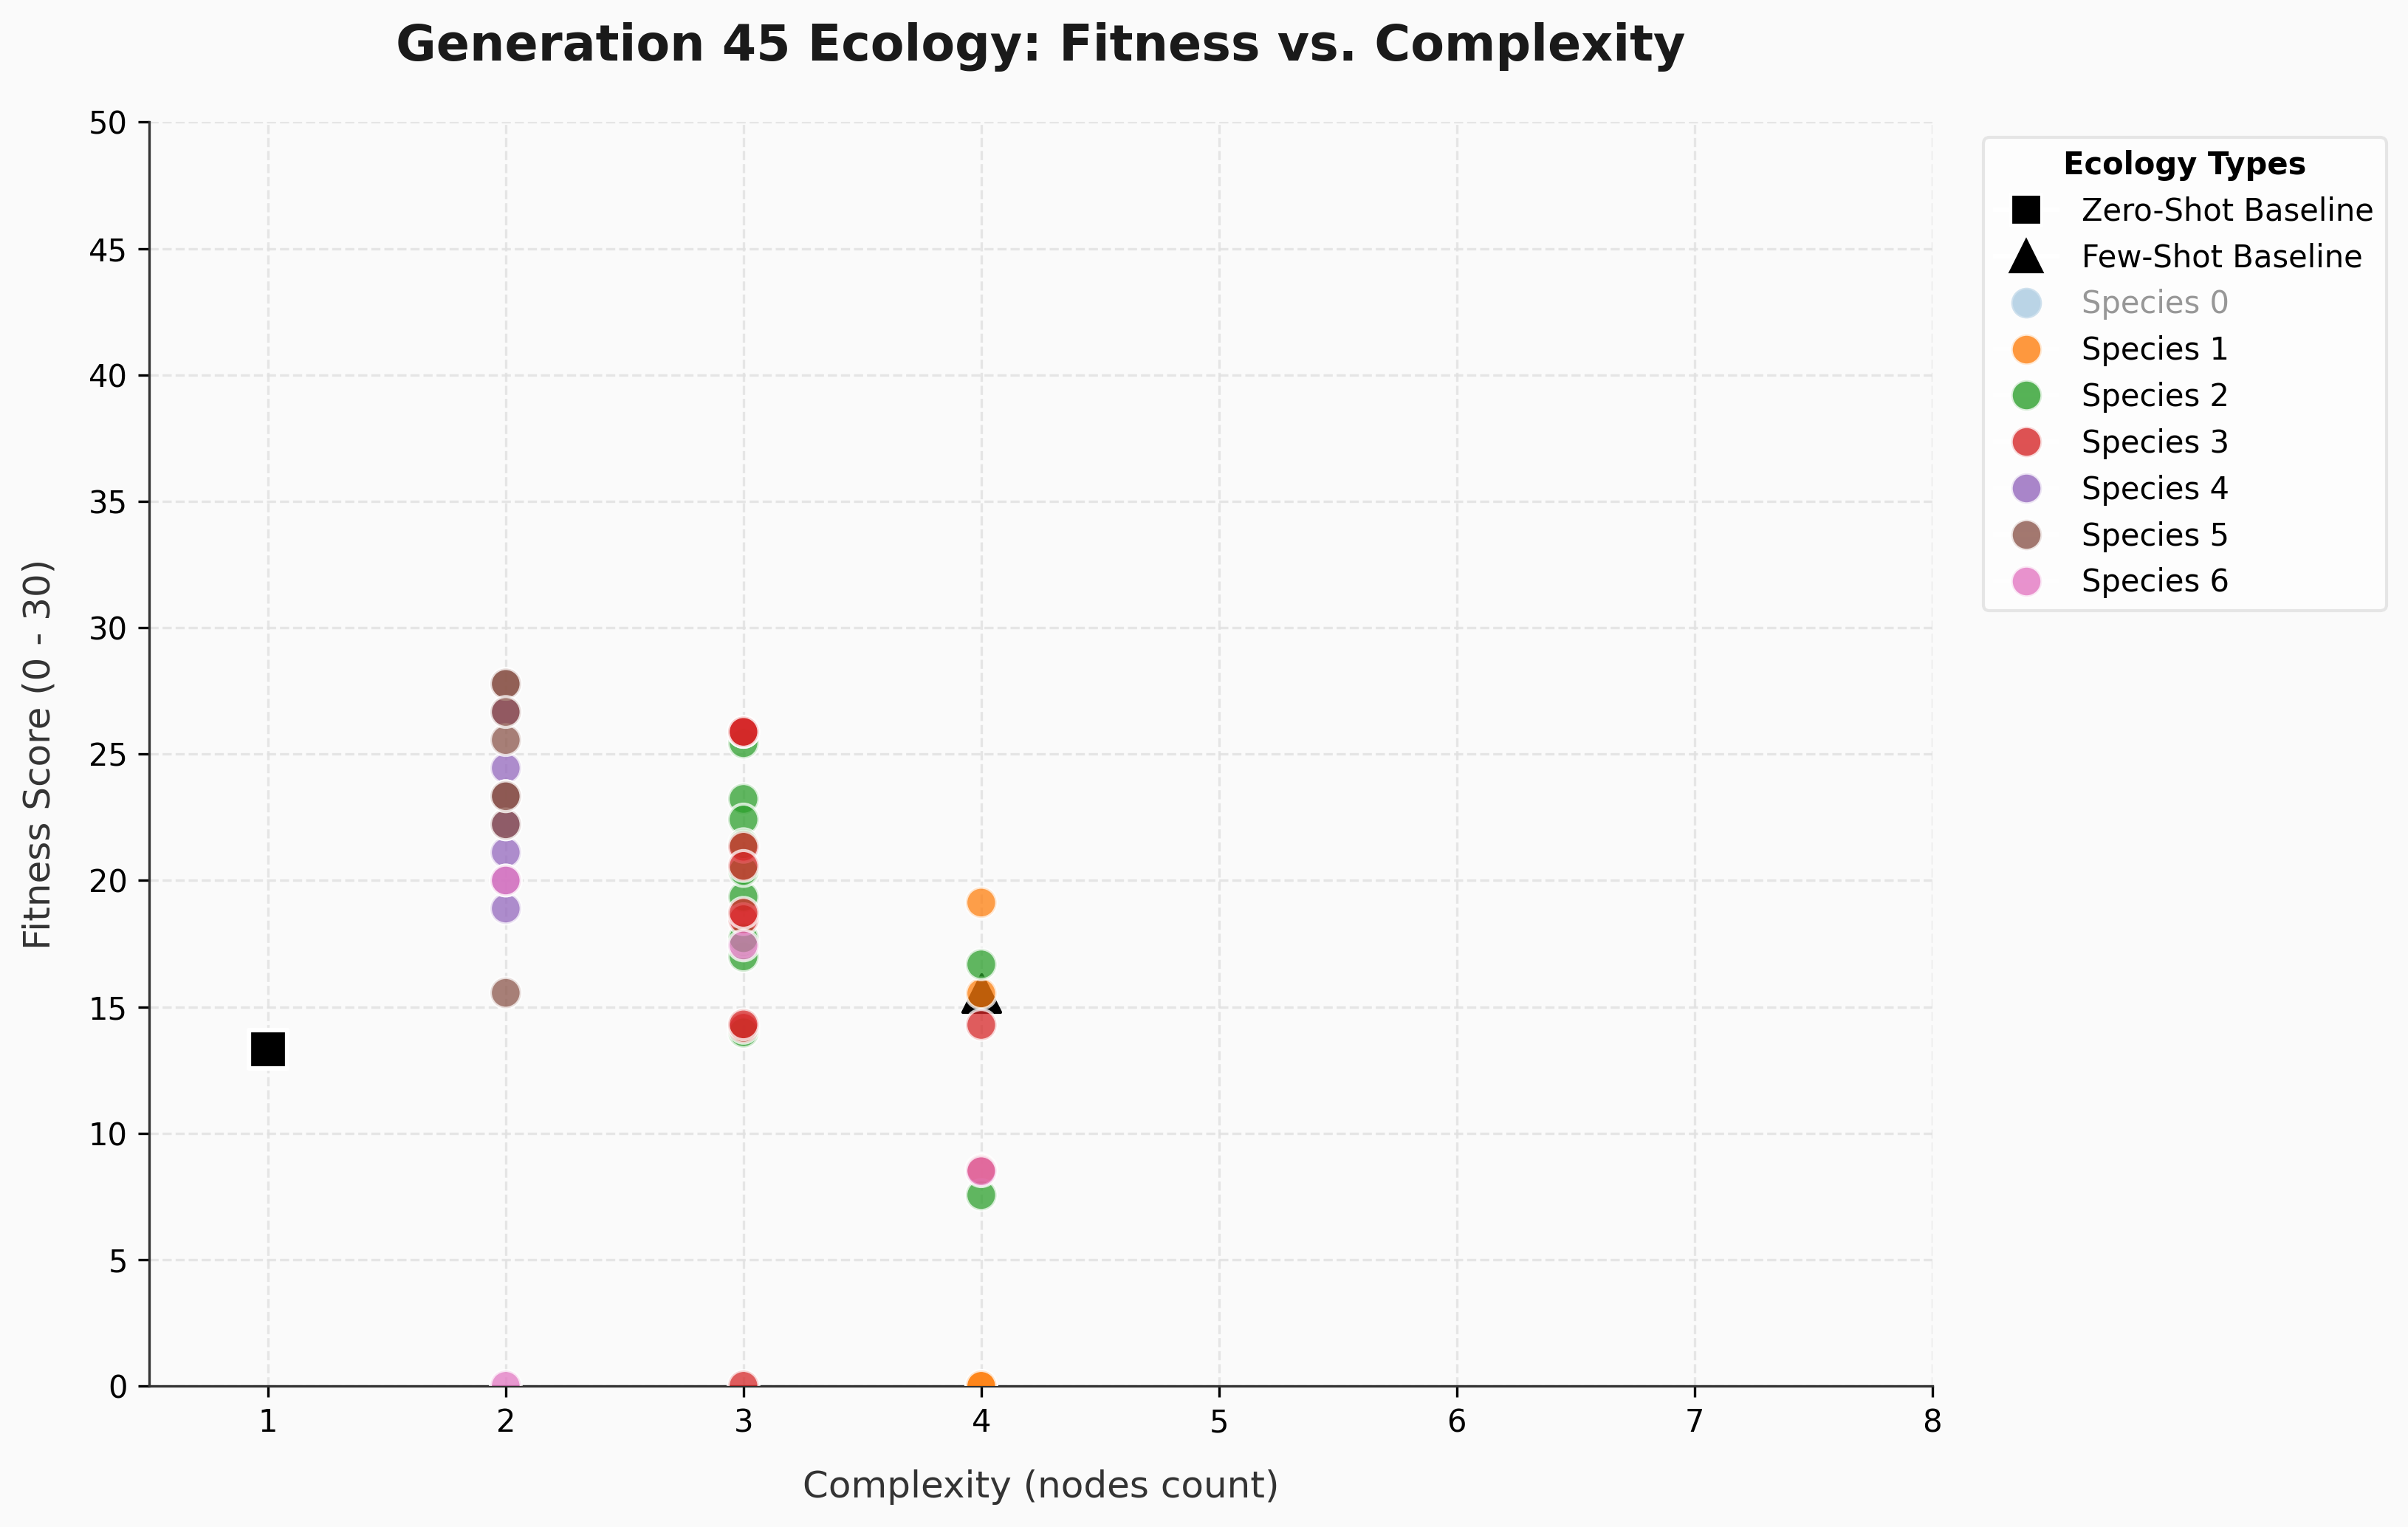 Generation 45 Ecology: Fitness vs. Complexity
Fitness Score (0 - 30)
50
45
40
35
30
25
20
15
10
5
0
1 2 3 4 5 6 7 8
Complexity (nodes count)
Ecology Types
Zero-Shot Baseline
Few-Shot Baseline
Species 0
Species 1
Species 2
Species 3
Species 4
Species 5
Species 6